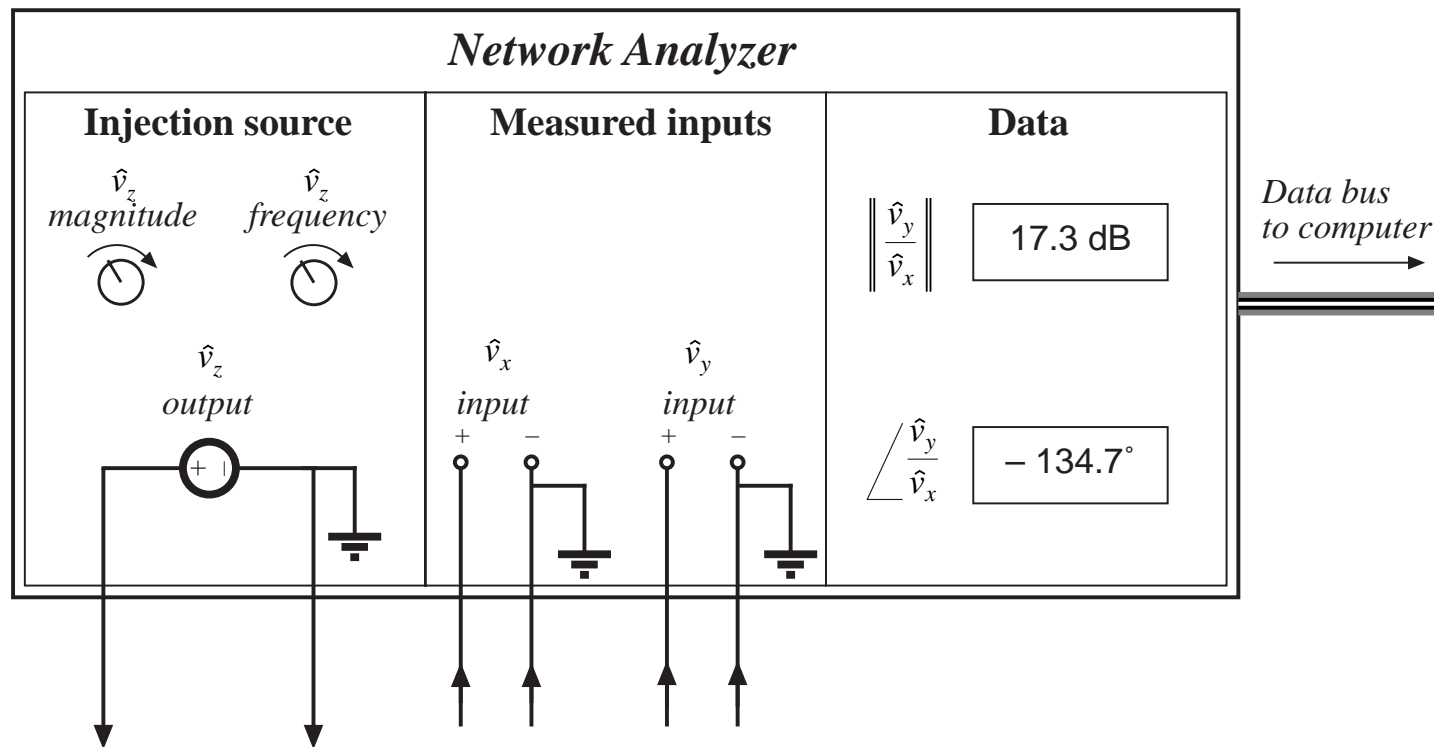 Network Analyzer
Injection source
v̂z
magnitude
v̂z
frequency
v̂z
output
+ −
Measured inputs
v̂x
input
+ −
v̂y
input
+ −
Data
‖ v̂y / v̂x ‖
17.3 dB
∠ v̂y / v̂x
– 134.7˚
Data bus
to computer